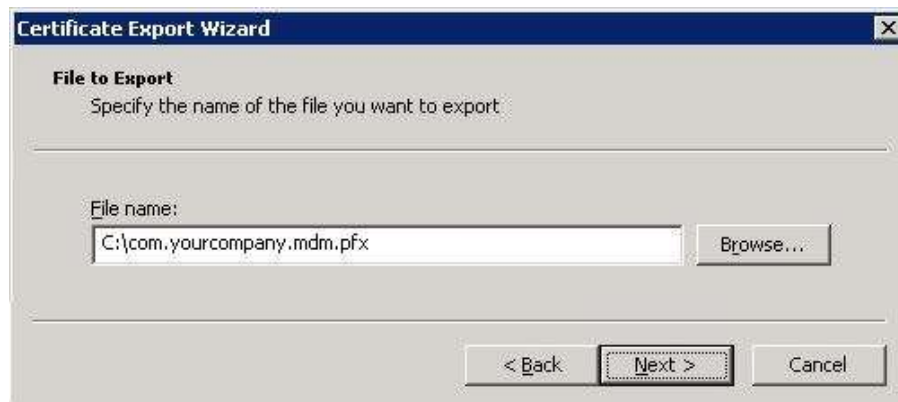 Certificate Export Wizard
File to Export
Specify the name of the file you want to export
File name:
C:\com.yourcompany.mdm.pfx
Browse...
< Back
Next >
Cancel